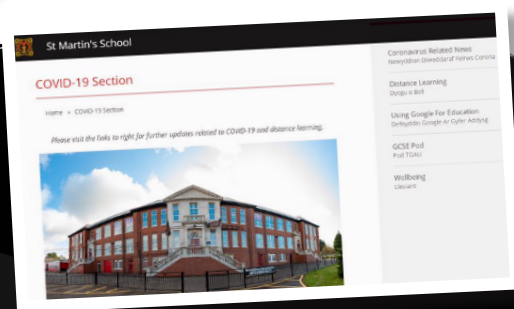 St Martin's School
COVID-19 Section
Home » COVID-19 Section
Please visit the links to right for further updates related to COVID-19 and distance learning.
Coronavirus Related News
Newyddion Diweddaraf Feirws Corona
Distance Learning
Dysgu o Bell
Using Google For Education
Defnyddio Google Ar Gyfer Addysg
GCSE Pod
Pod TGAU
Wellbeing
Llesiant